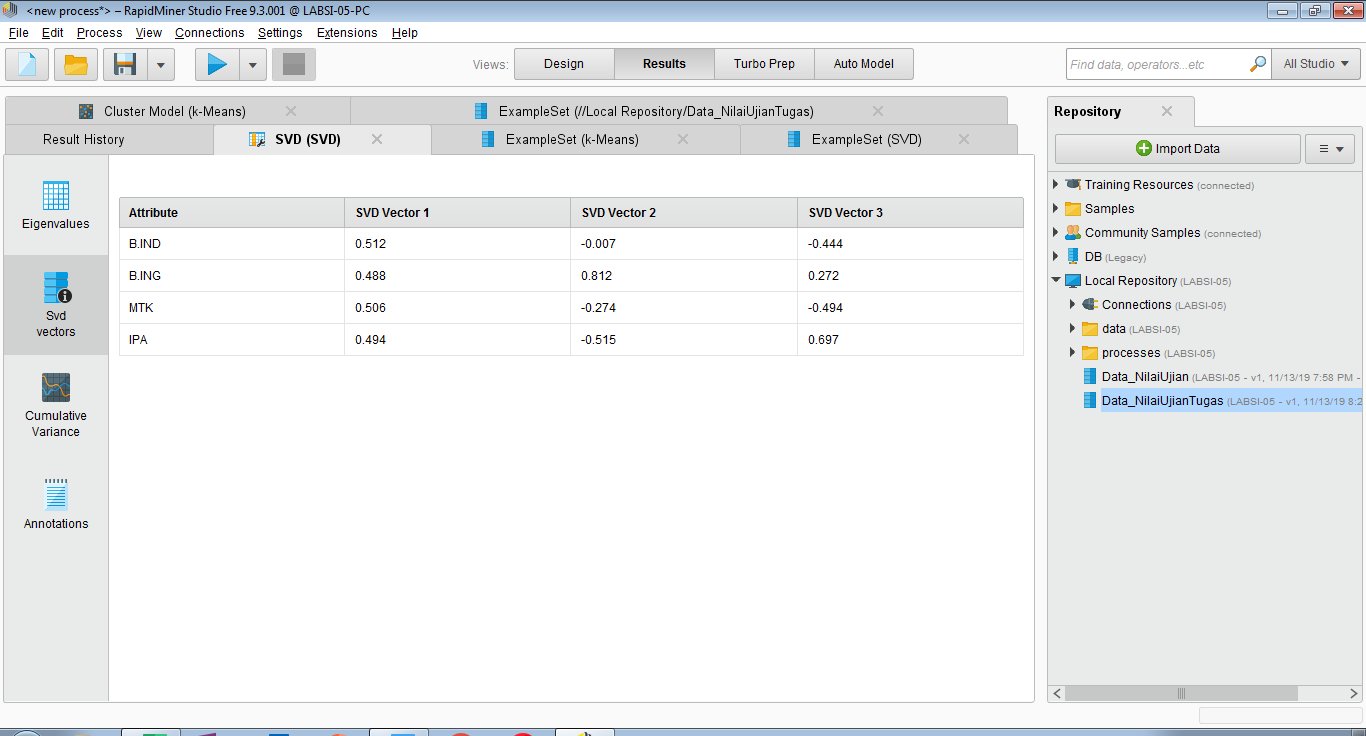 <new process*> – RapidMiner Studio Free 9.3.001 @ LABSI-05-PC
File Edit Process View Connections Settings Extensions Help
Views: Design Results Turbo Prep Auto Model
Find data, operators...etc
All Studio
Cluster Model (k-Means)
ExampleSet (//Local Repository/Data_NilaiUjianTugas)
Result History
SVD (SVD)
ExampleSet (k-Means)
ExampleSet (SVD)
Eigenvalues
Svd
vectors
Cumulative
Variance
Annotations
Attribute SVD Vector 1 SVD Vector 2 SVD Vector 3
B.IND 0.512 -0.007 -0.444
B.ING 0.488 0.812 0.272
MTK 0.506 -0.274 -0.494
IPA 0.494 -0.515 0.697
Repository
Import Data
Training Resources (connected)
Samples
Community Samples (connected)
DB (Legacy)
Local Repository (LABSI-05)
Connections (LABSI-05)
data (LABSI-05)
processes (LABSI-05)
Data_NilaiUjian (LABSI-05 – v1, 11/13/19 7:58 PM –
Data_NilaiUjianTugas (LABSI-05 – v1, 11/13/19 8:2